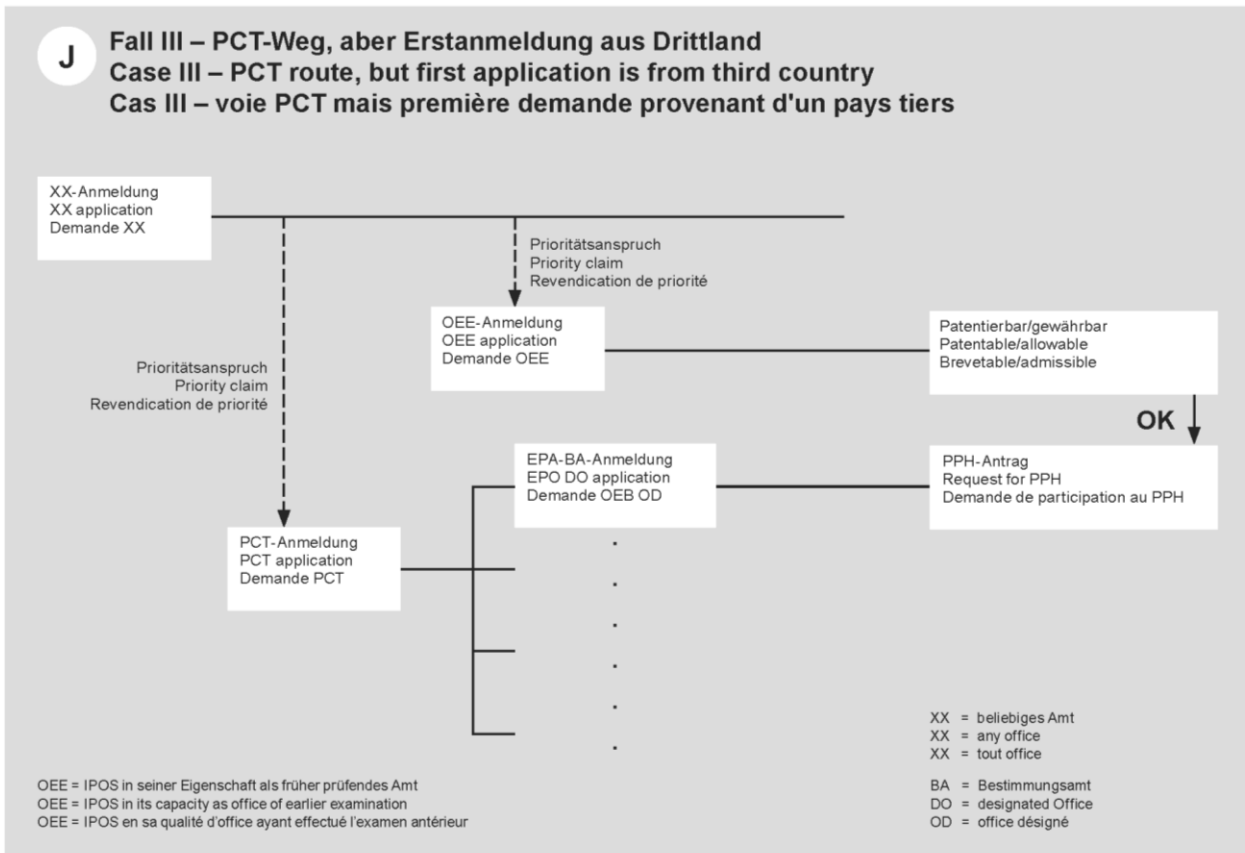 J
Fall III – PCT-Weg, aber Erstanmeldung aus Drittland
Case III – PCT route, but first application is from third country
Cas III – voie PCT mais première demande provenant d'un pays tiers
XX-Anmeldung
XX application
Demande XX
Prioritätsanspruch
Priority claim
Revendication de priorité
OEE-Anmeldung
OEE application
Demande OEE
Patentierbar/gewährbar
Patentable/allowable
Brevetable/admissible
Prioritätsanspruch
Priority claim
Revendication de priorité
OK
EPA-BA-Anmeldung
EPO DO application
Demande OEB OD
PPH-Antrag
Request for PPH
Demande de participation au PPH
PCT-Anmeldung
PCT application
Demande PCT
XX = beliebiges Amt
XX = any office
XX = tout office
OEE = IPOS in seiner Eigenschaft als früher prüfendes Amt
OEE = IPOS in its capacity as office of earlier examination
OEE = IPOS en sa qualité d'office ayant effectué l'examen antérieur
BA = Bestimmungsamt
DO = designated Office
OD = office désigné